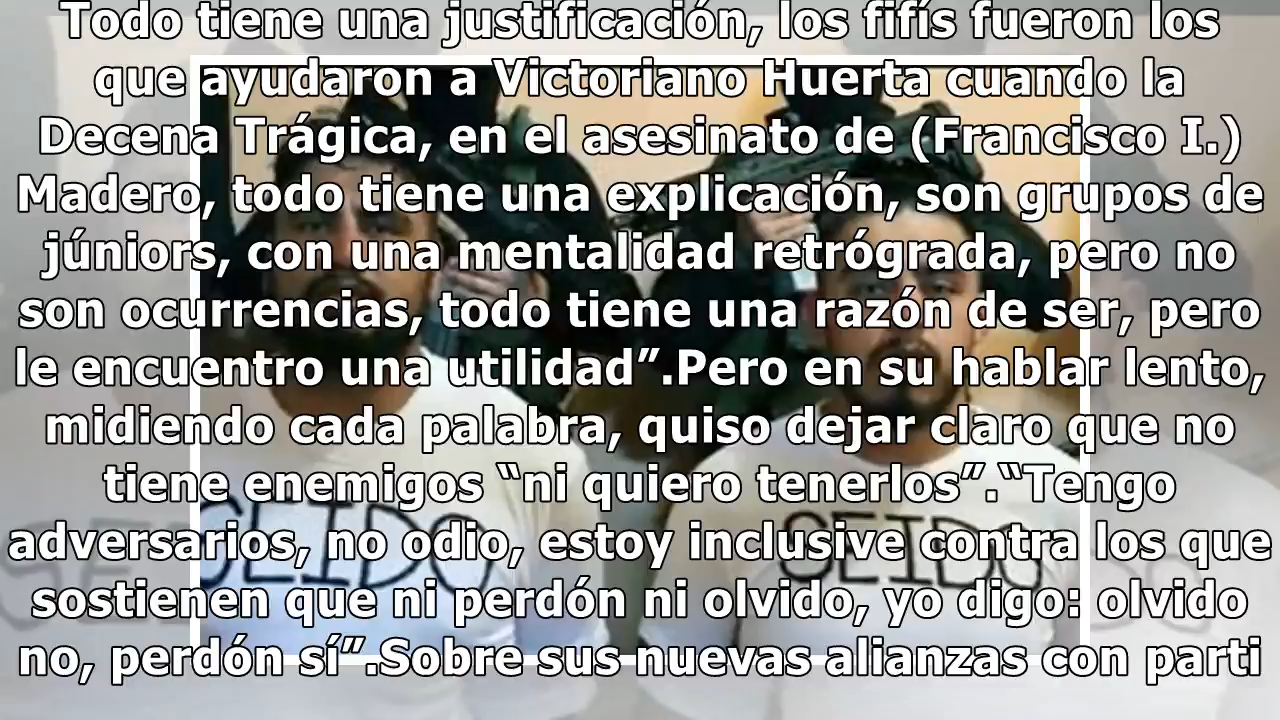 Todo tiene una justificación, los fifís fueron los
que ayudaron a Victoriano Huerta cuando la
Decena Trágica, en el asesinato de (Francisco I.)
Madero, todo tiene una explicación, son grupos de
júniors, con una mentalidad retrógrada, pero no
son ocurrencias, todo tiene una razón de ser, pero
le encuentro una utilidad”.Pero en su hablar lento,
midiendo cada palabra, quiso dejar claro que no
tiene enemigos “ni quiero tenerlos”.“Tengo
adversarios, no odio, estoy inclusive contra los que
sostienen que ni perdón ni olvido, yo digo: olvido
no, perdón sí”.Sobre sus nuevas alianzas con parti
SEIDO
SEIDO